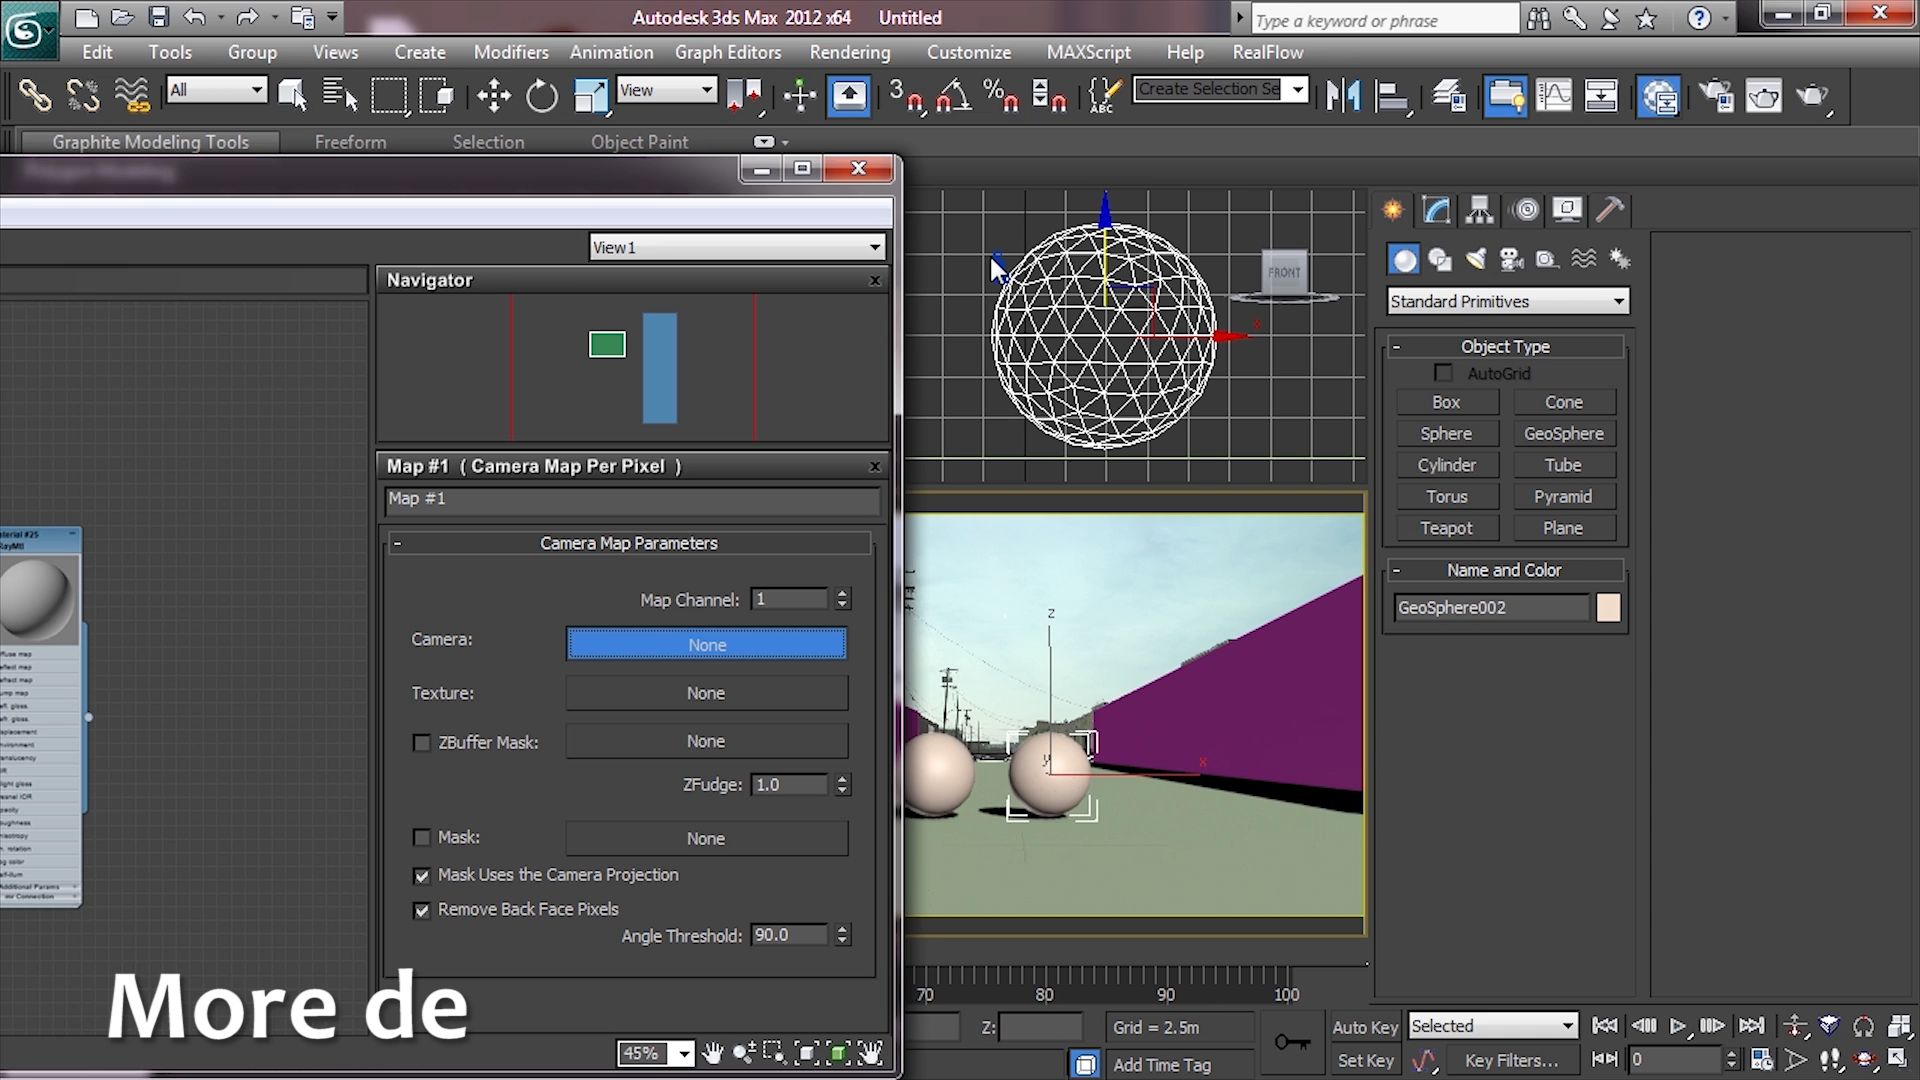 Autodesk 3ds Max 2012 x64 Untitled
Type a keyword or phrase
Edit Tools Group Views Create Modifiers Animation Graph Editors Rendering Customize MAXScript Help RealFlow
All
View
3
%
ABC
Create Selection Se
Graphite Modeling Tools Freeform Selection Object Paint
Polygon Modeling
View1
Navigator
Map #1 ( Camera Map Per Pixel )
Map #1
Camera Map Parameters
Map Channel: 1
Camera: None
Texture: None
ZBuffer Mask: None
ZFudge: 1.0
Mask: None
Mask Uses the Camera Projection
Remove Back Face Pixels
Angle Threshold: 90.0
45%
FRONT
x
z
y
x
Standard Primitives
Object Type
AutoGrid
Box Cone
Sphere GeoSphere
Cylinder Tube
Torus Pyramid
Teapot Plane
Name and Color
GeoSphere002
70 80 90 100
Z:
Grid = 2.5m
Add Time Tag
Auto Key
Selected
Set Key
Key Filters...
0
More de